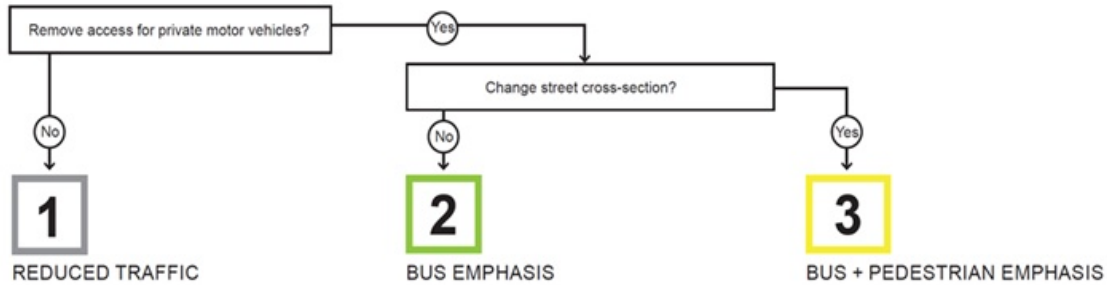 Remove access for private motor vehicles?
Yes
Change street cross-section?
No
No
Yes
1
2
3
REDUCED TRAFFIC
BUS EMPHASIS
BUS + PEDESTRIAN EMPHASIS